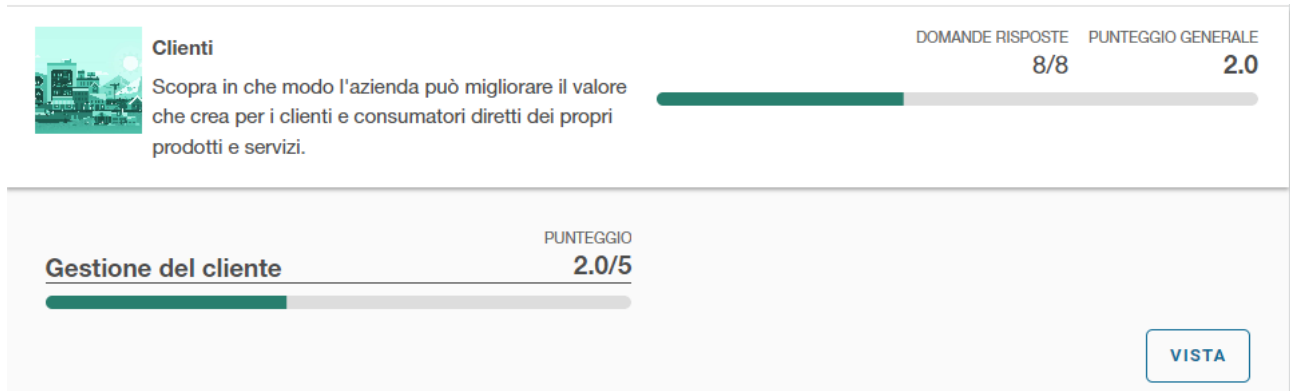 Clienti
Scopra in che modo l'azienda può migliorare il valore
che crea per i clienti e consumatori diretti dei propri
prodotti e servizi.
DOMANDE RISPOSTE
8/8
PUNTEGGIO GENERALE
2.0
Gestione del cliente
PUNTEGGIO
2.0/5
VISTA